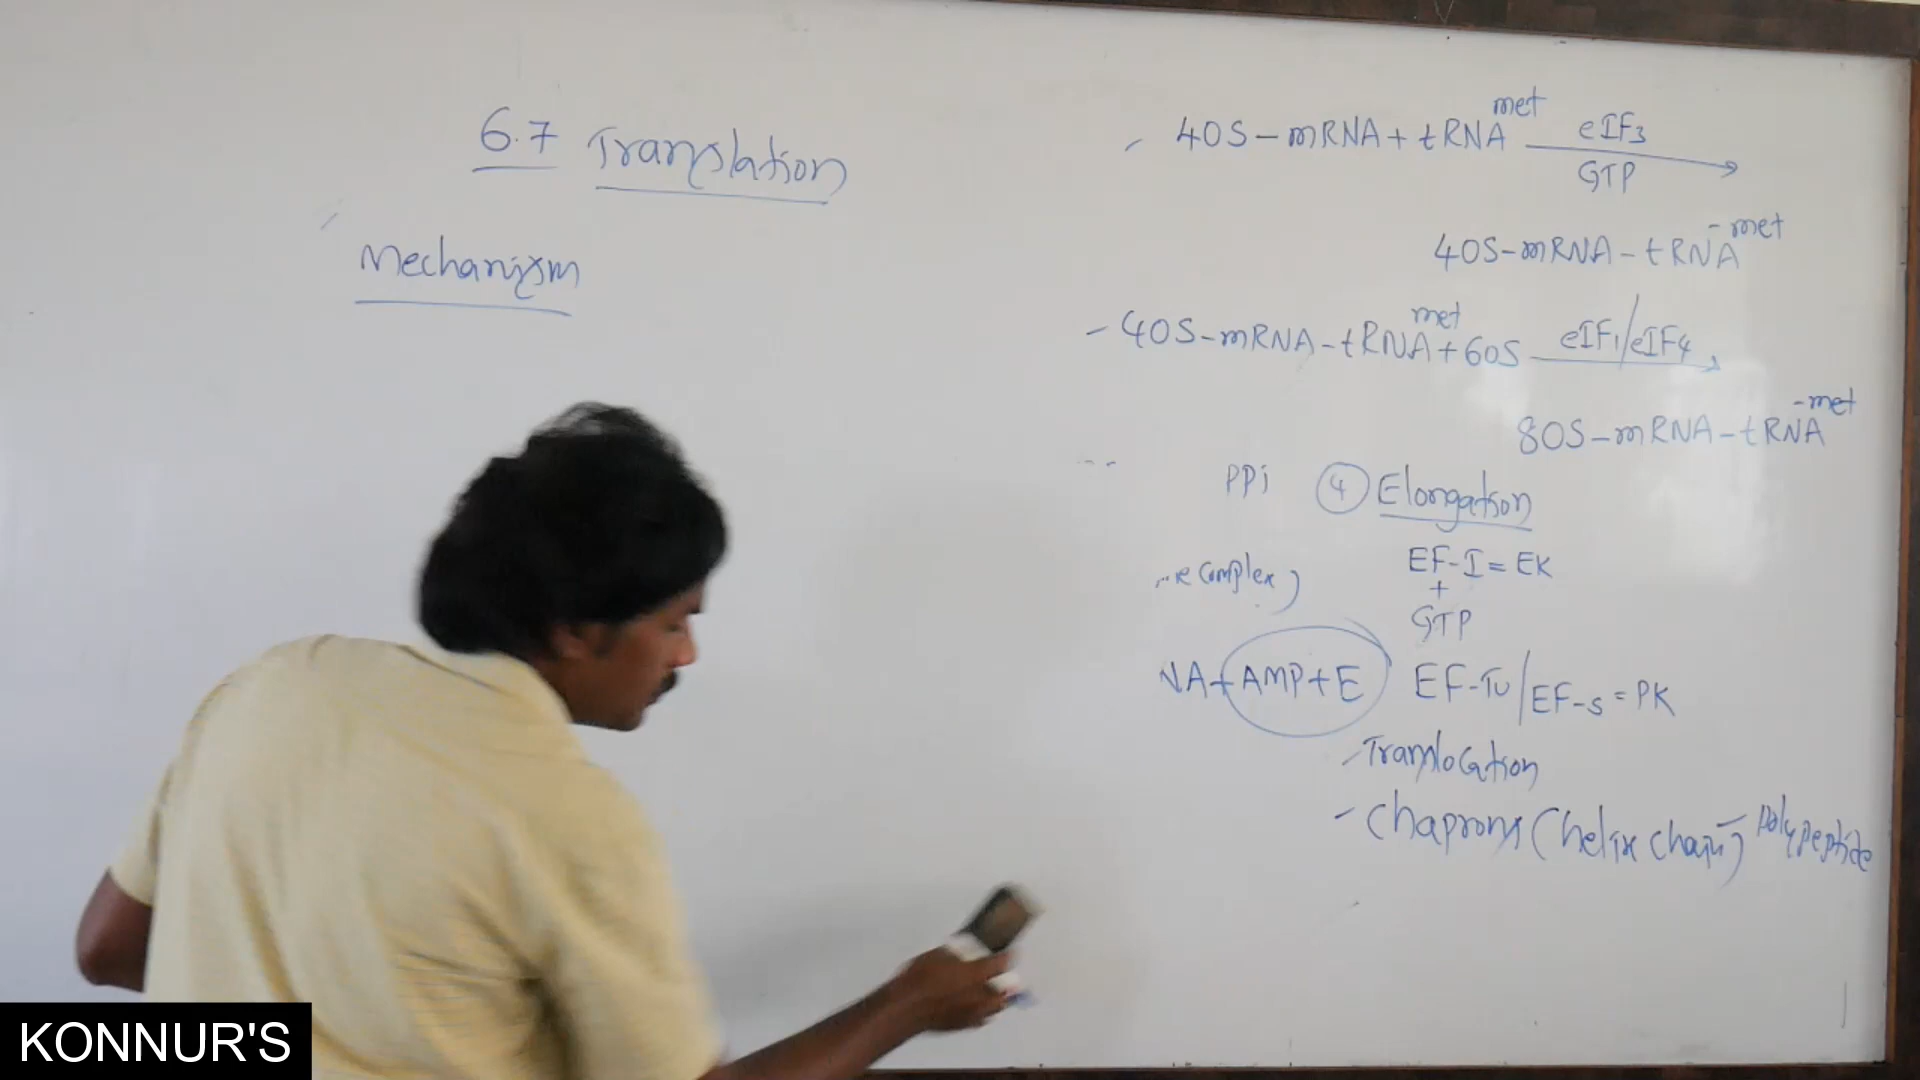 6.7 Translation
Mechanism
40S-mRNA+tRNA^met eIF3 →
GTP
40S-mRNA-tRNA^-met
-40S-mRNA-tRNA^met+60S eIF1/eIF4 →
80S-mRNA-tRNA^-met
PPi
④ Elongation
EF-I=EK
+
GTP
complex)
NA+AMP+E
EF-Tu/EF-s=PK
Translocation
-Chaprons (helix chain) Polypeptide
KONNUR'S